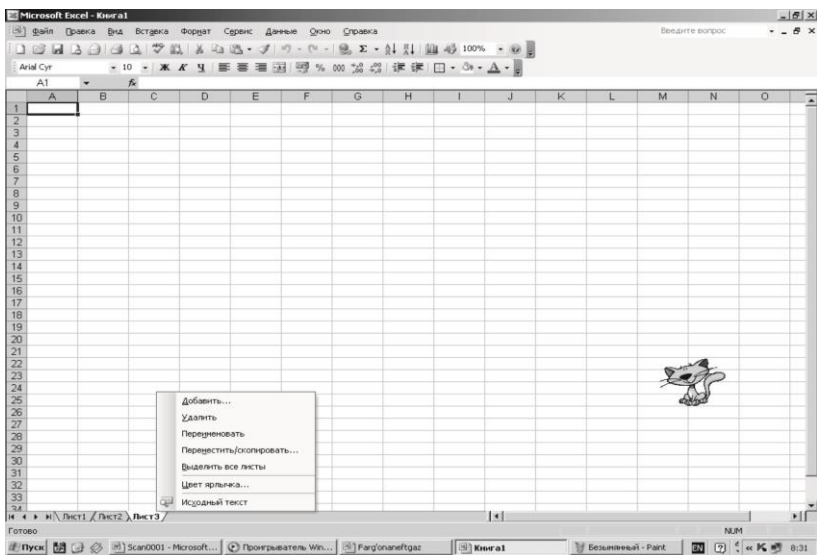 Microsoft Excel - Книга1
Файл Правка Вид Вставка Формат Сервис Данные Окно Справка Введите вопрос
100%
Arial Cyr 10 Ж К Ч % 000
A1 fx
A B C D E F G H I J K L M N O
1
2
3
4
5
6
7
8
9
10
11
12
13
14
15
16
17
18
19
20
21
22
23
24
25
26
27
28
29
30
31
32
33
34
Добавить...
Удалить
Переименовать
Переместить/скопировать...
Выделить все листы
Цвет ярлычка...
Исходный текст
Лист1 Лист2 Лист3
Готово NUM
Пуск Scan0001 - Microsoft... Проигрыватель Win... Farg'onaneftgaz Книга1 Безымянный - Paint EN 8:31